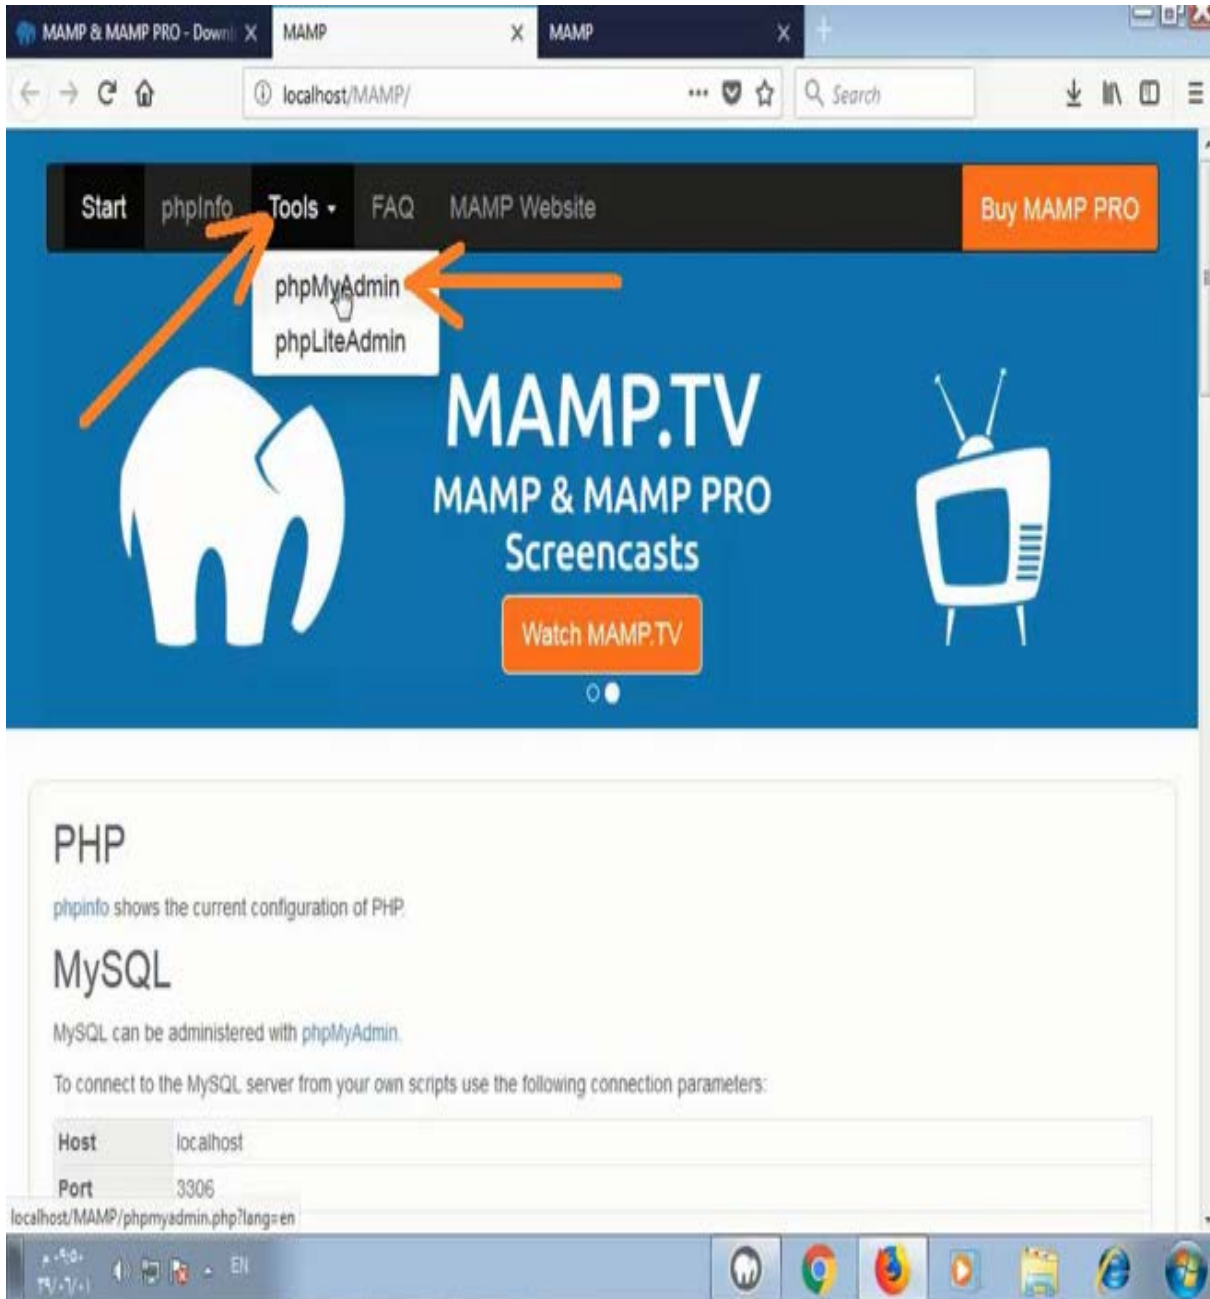 MAMP & MAMP PRO - Downl
MAMP
MAMP
localhost/MAMP/
Search
Start phpInfo Tools FAQ MAMP Website Buy MAMP PRO
phpMyAdmin
phpLiteAdmin
MAMP.TV
MAMP & MAMP PRO
Screencasts
Watch MAMP.TV
PHP
phpinfo shows the current configuration of PHP.
MySQL
MySQL can be administered with phpMyAdmin.
To connect to the MySQL server from your own scripts use the following connection parameters:
Host localhost
Port 3306
localhost/MAMP/phpmyadmin.php?lang=en
EN